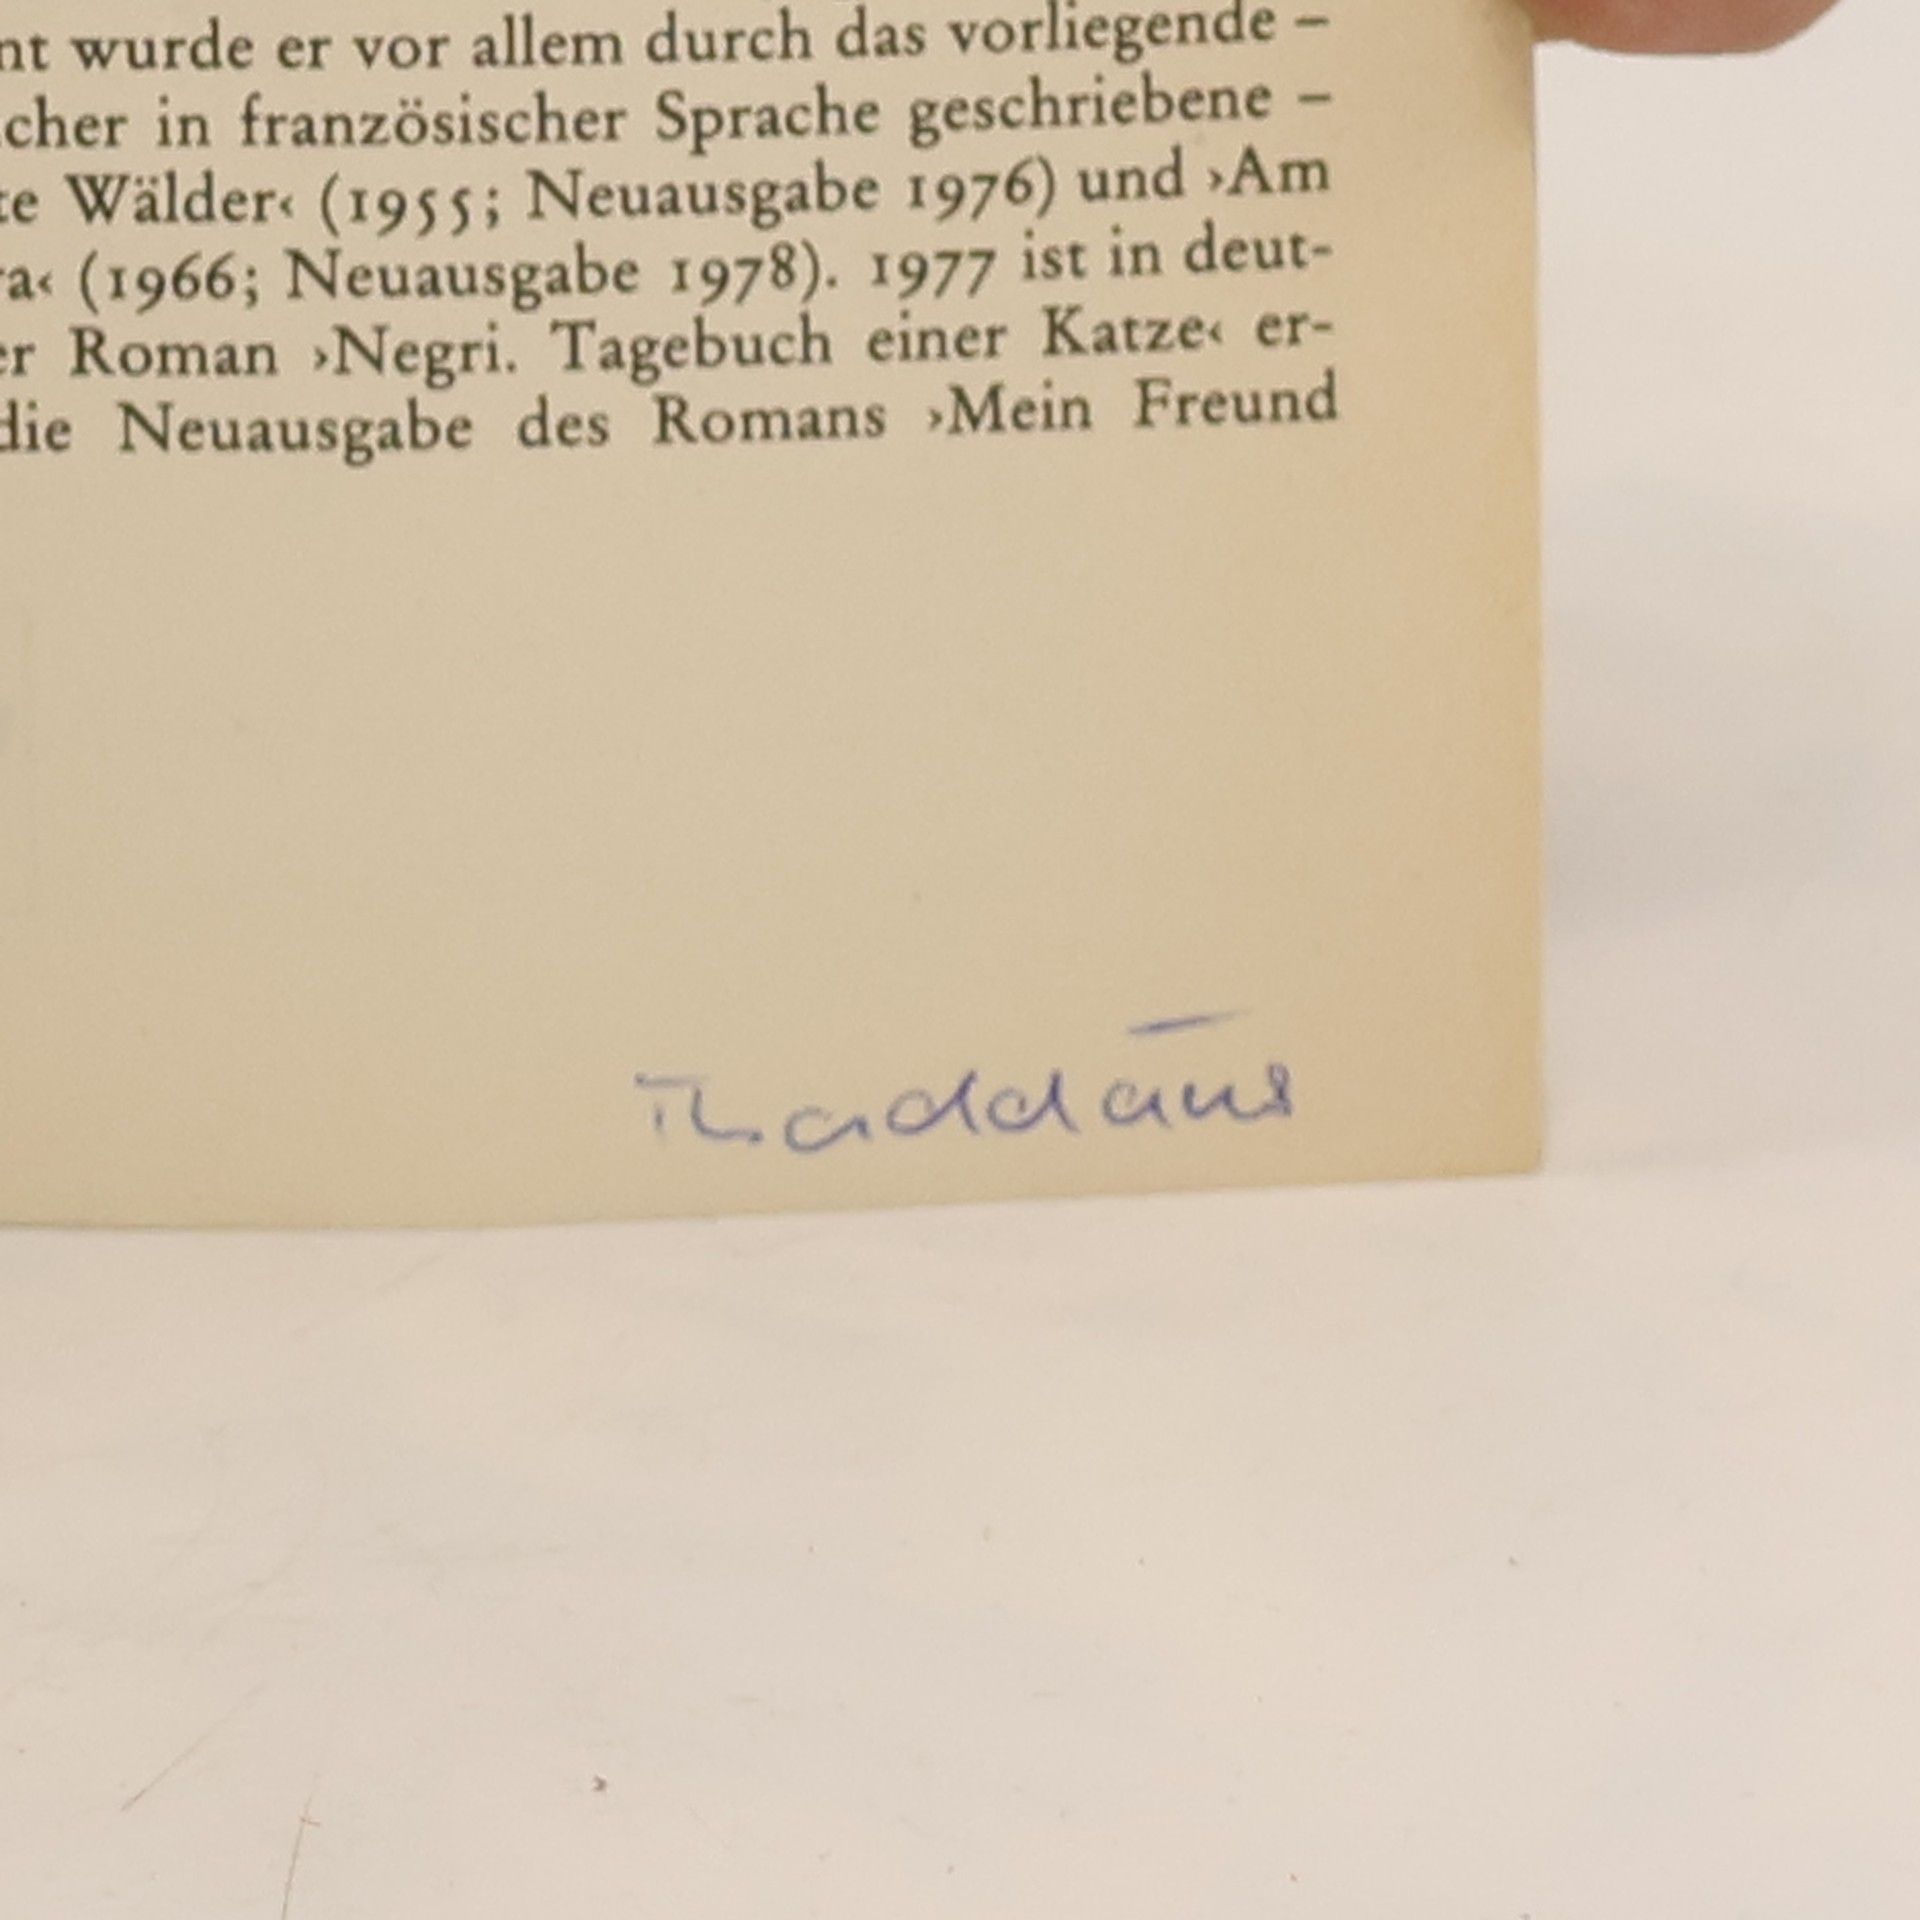 nt wurde er vor allem durch das vorliegende –
cher in französischer Sprache geschriebene –
te Wälder‹ (1955; Neuausgabe 1976) und ›Am
ra‹ (1966; Neuausgabe 1978). 1977 ist in deut-
er Roman ›Negri. Tagebuch einer Katze‹ er-
die Neuausgabe des Romans ›Mein Freund
Thaddäus